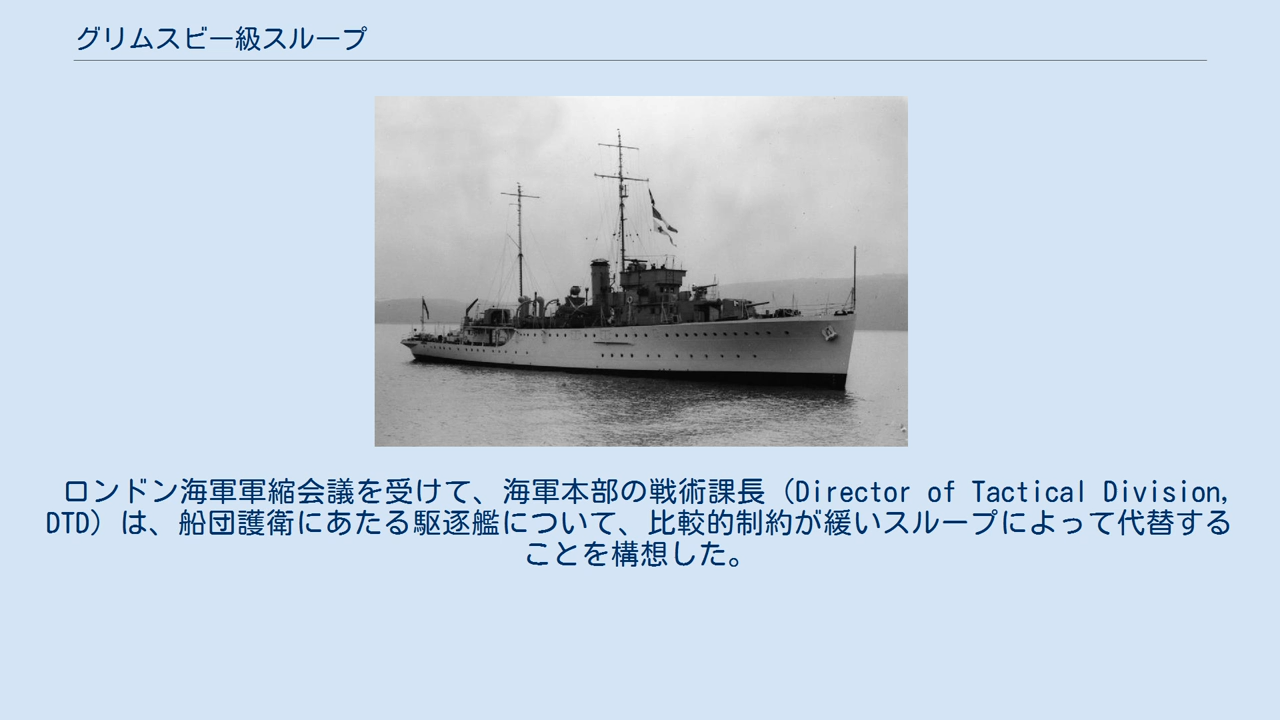 グリムスビー級スループ
ロンドン海軍軍縮会議を受けて、海軍本部の戦術課長（Director of Tactical Division,
DTD）は、船団護衛にあたる駆逐艦について、比較的制約が緩いスループによって代替する
ことを構想した。